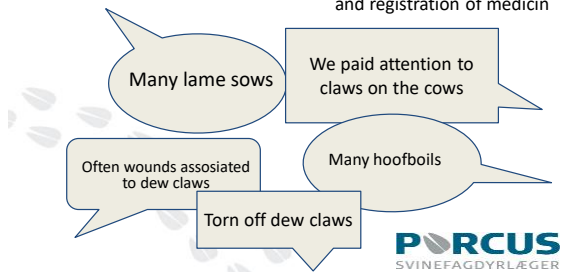 and registration of medicin
Many lame sows
We paid attention to
claws on the cows
Often wounds assosiated
to dew claws
Many hoofboils
Torn off dew claws
PORCUS
SVINEFAGDYRLÆGER